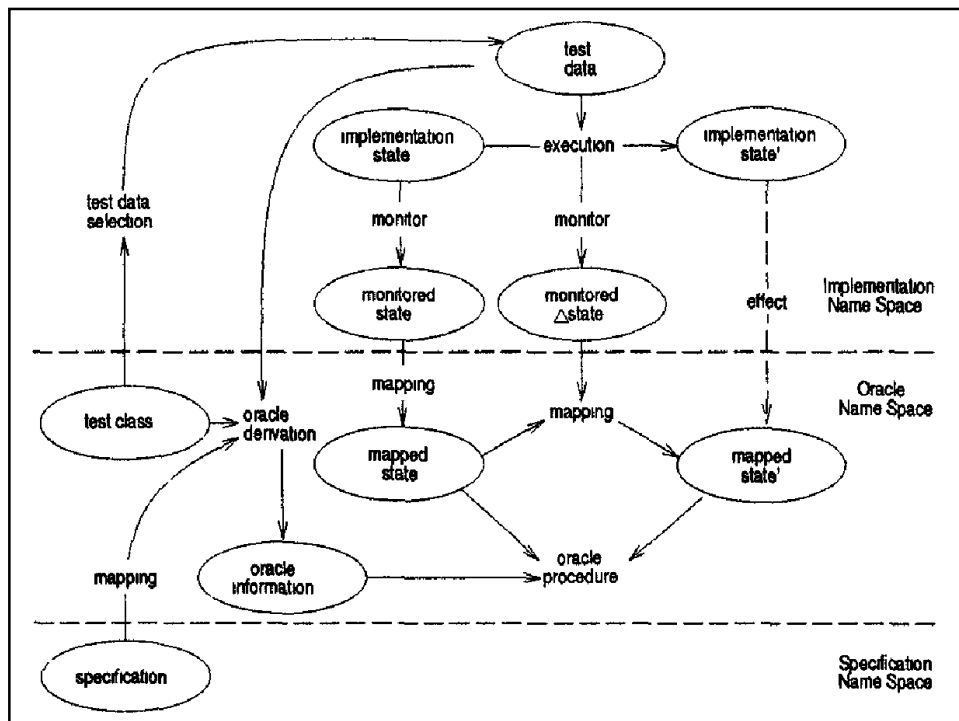 test
data
implementation
state
execution
implementation
state'
test data
selection
monitor
monitor
monitored
state
monitored
△state
effect
Implementation
Name Space
mapping
Oracle
Name Space
test class
oracle
derivation
mapping
mapped
state
mapped
state'
mapping
oracle
information
oracle
procedure
specification
Specification
Name Space